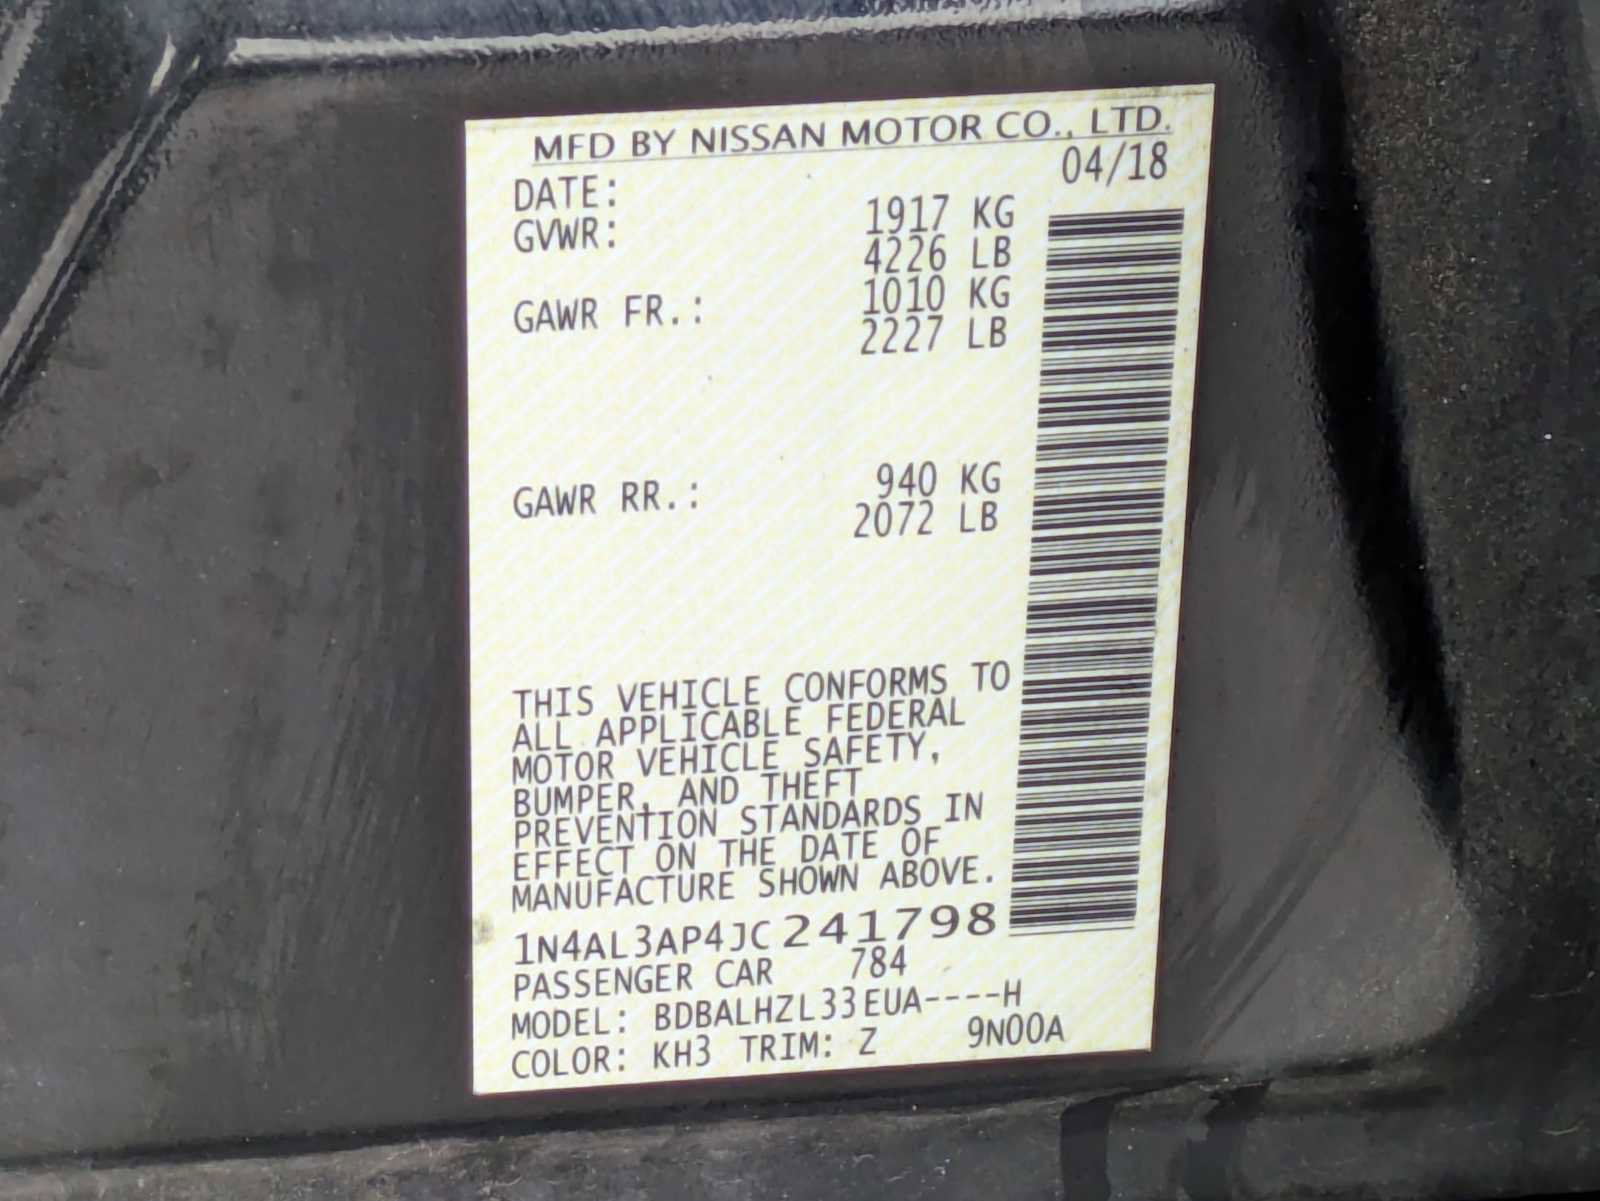 MFD BY NISSAN MOTOR CO., LTD.
DATE: 04/18
GVWR: 1917 KG
4226 LB
GAWR FR.: 1010 KG
2227 LB
GAWR RR.: 940 KG
2072 LB
THIS VEHICLE CONFORMS TO
ALL APPLICABLE FEDERAL
MOTOR VEHICLE SAFETY,
BUMPER, AND THEFT
PREVENTION STANDARDS IN
EFFECT ON THE DATE OF
MANUFACTURE SHOWN ABOVE.
1N4AL3AP4JC241798
PASSENGER CAR 784
MODEL: BDBALHZL33EUA----H
COLOR: KH3 TRIM: Z 9N00A